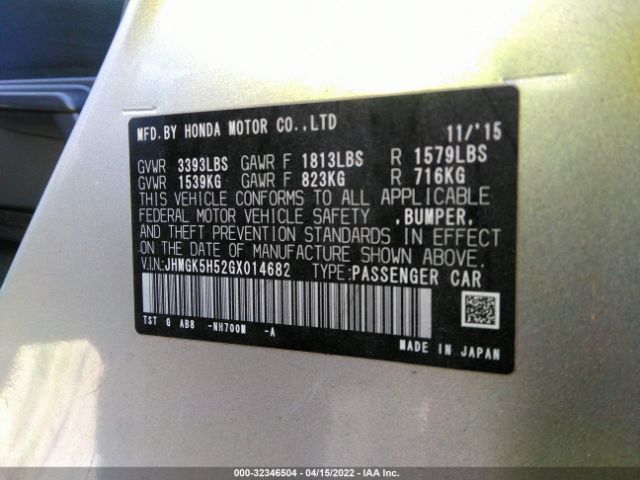 MFD.BY HONDA MOTOR CO.,LTD 11/'15
GVWR 3393LBS GAWR F 1813LBS R 1579LBS
GVWR 1539KG GAWR F 823KG R 716KG
THIS VEHICLE CONFORMS TO ALL APPLICABLE
FEDERAL MOTOR VEHICLE SAFETY ,BUMPER,
AND THEFT PREVENTION STANDARDS IN EFFECT
ON THE DATE OF MANUFACTURE SHOWN ABOVE.
V.I.N:JHMGK5H52GX014682 TYPE:PASSENGER CAR
TST G AB8 -NH700M -A
MADE IN JAPAN
000-32346504 - 04/15/2022 - IAA Inc.